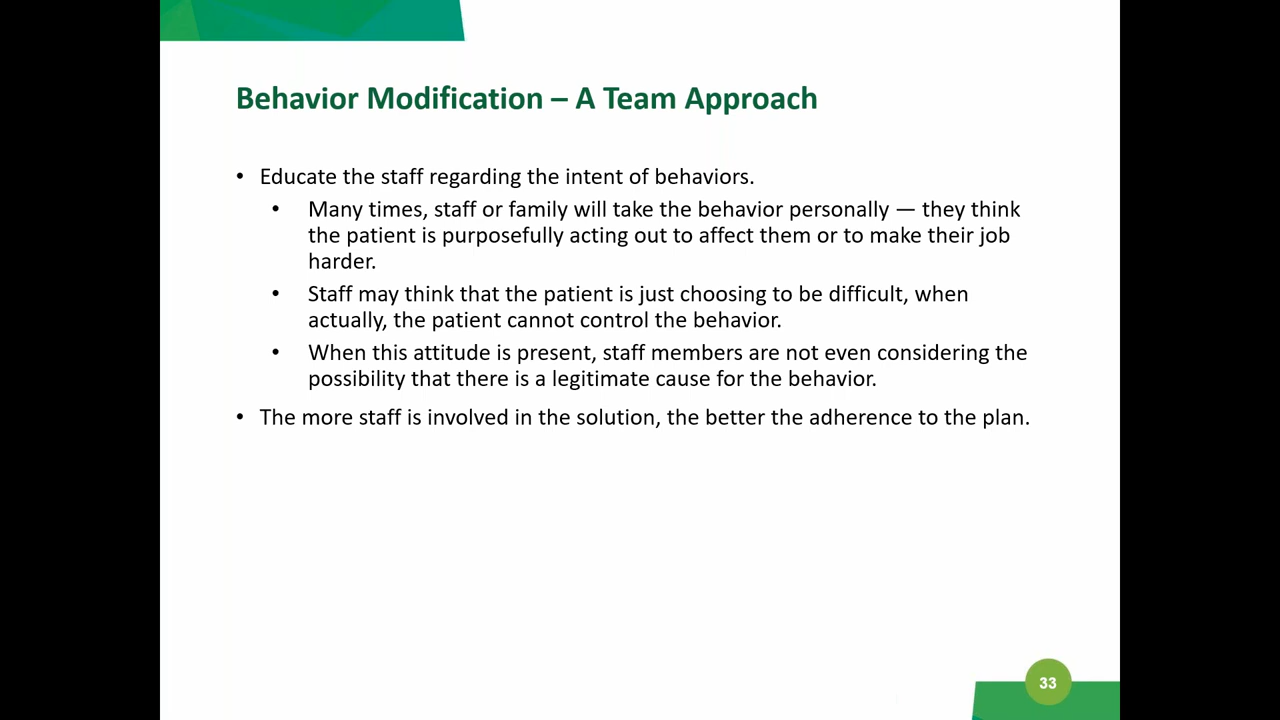 Behavior Modification – A Team Approach
• Educate the staff regarding the intent of behaviors.
• Many times, staff or family will take the behavior personally — they think
the patient is purposefully acting out to affect them or to make their job
harder.
• Staff may think that the patient is just choosing to be difficult, when
actually, the patient cannot control the behavior.
• When this attitude is present, staff members are not even considering the
possibility that there is a legitimate cause for the behavior.
• The more staff is involved in the solution, the better the adherence to the plan.
33